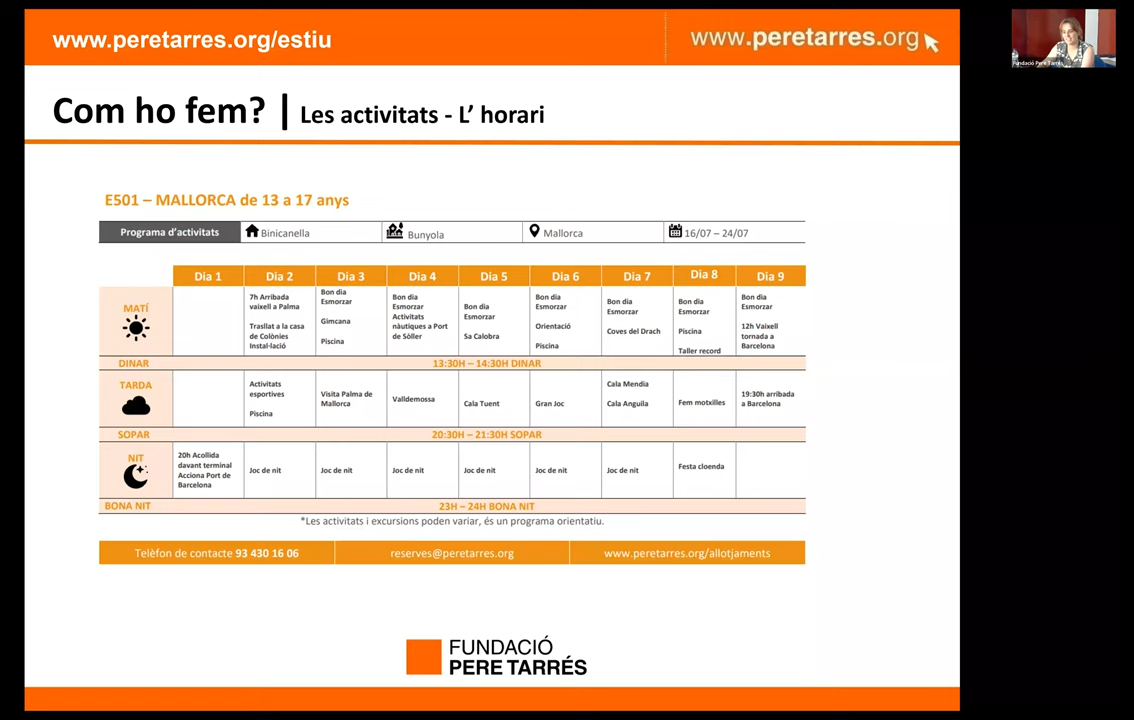 www.peretarres.org/estiu
www.peretarres.org
Fundació Pere Tarrés
Com ho fem? | Les activitats - L' horari
E501 – MALLORCA de 13 a 17 anys
Programa d'activitats Binicanella Bunyola Mallorca 16/07 – 24/07
Dia 1 Dia 2 Dia 3 Dia 4 Dia 5 Dia 6 Dia 7 Dia 8 Dia 9
MATÍ
7h Arribada
vaixell a Palma
Trasllat a la casa
de Colònies
Instal·lació
Bon dia
Esmorzar
Gimcana
Piscina
Bon dia
Esmorzar
Activitats
nàutiques a Port
de Sóller
Bon dia
Esmorzar
Sa Calobra
Bon dia
Esmorzar
Orientació
Piscina
Bon dia
Esmorzar
Coves del Drach
Bon dia
Esmorzar
Piscina
Taller record
Bon dia
Esmorzar
12h Vaixell
tornada a
Barcelona
DINAR 13:30H – 14:30H DINAR
TARDA
Activitats
esportives
Piscina
Visita Palma de
Mallorca
Valldemossa
Cala Tuent
Gran Joc
Cala Mendia
Cala Anguila
Fem motxilles
19:30h arribada
a Barcelona
SOPAR 20:30H – 21:30H SOPAR
NIT
20h Acollida
davant terminal
Acciona Port de
Barcelona
Joc de nit
Joc de nit
Joc de nit
Joc de nit
Joc de nit
Joc de nit
Festa cloenda
BONA NIT 23H – 24H BONA NIT
*Les activitats i excursions poden variar, és un programa orientatiu.
Telèfon de contacte 93 430 16 06 reserves@peretarres.org www.peretarres.org/allotjaments
FUNDACIÓ
PERE TARRÉS